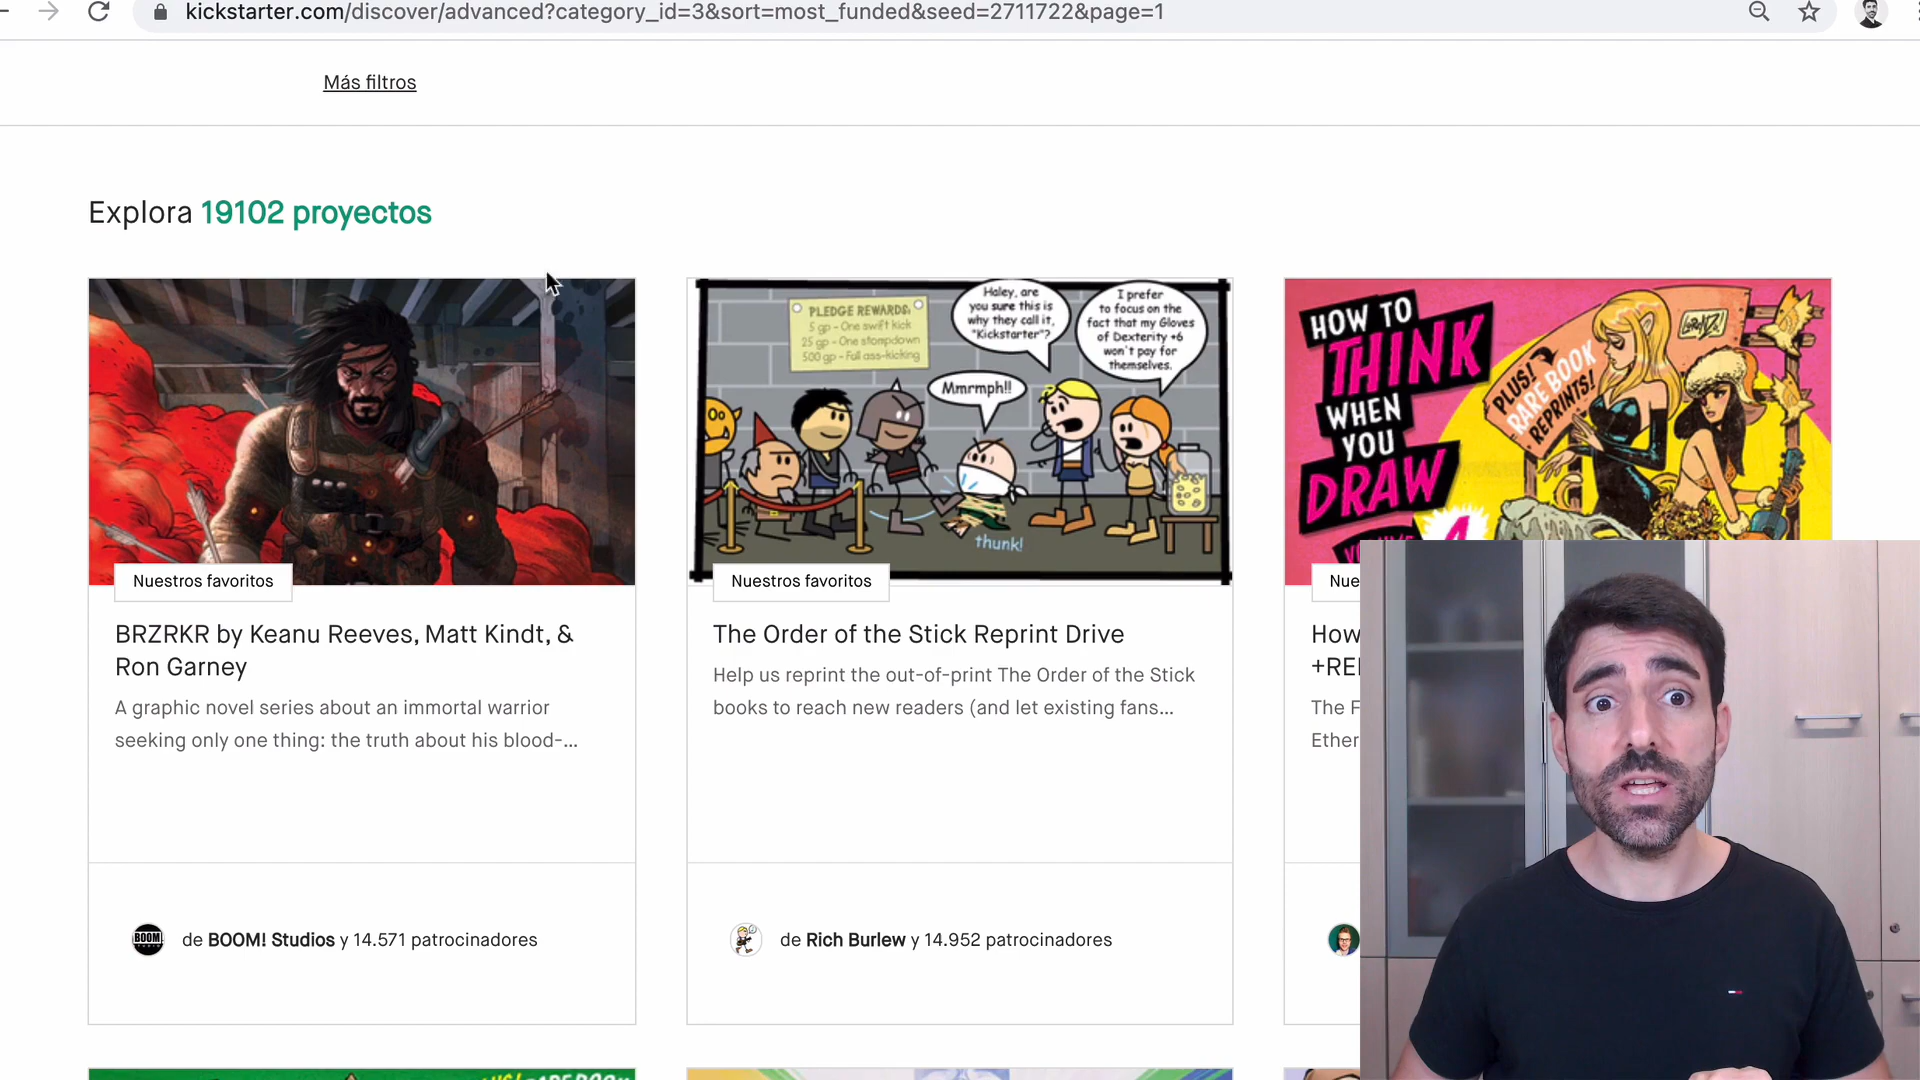 kickstarter.com/discover/advanced?category_id=3&sort=most_funded&seed=2711722&page=1
Más filtros
Explora 19102 proyectos
PLEDGE REWARDS:
5 gp - One swift kick
25 gp - One stompdown
500 gp - Full ass-kicking
Haley, are
you sure this is
why they call it,
"Kickstarter"?
I prefer
to focus on the
fact that my Gloves
of Dexterity +6
won't pay for
themselves.
Mmrmph!!
thunk!
HOW TO
THINK
WHEN
YOU
DRAW
PLUS!
RARE BOOK
REPRINTS!
Nuestros favoritos
Nuestros favoritos
Nue
BRZRKR by Keanu Reeves, Matt Kindt, &
Ron Garney
A graphic novel series about an immortal warrior
seeking only one thing: the truth about his blood-...
The Order of the Stick Reprint Drive
Help us reprint the out-of-print The Order of the Stick
books to reach new readers (and let existing fans...
How
The F
Ether
BOOM!
de BOOM! Studios y 14.571 patrocinadores
de Rich Burlew y 14.952 patrocinadores